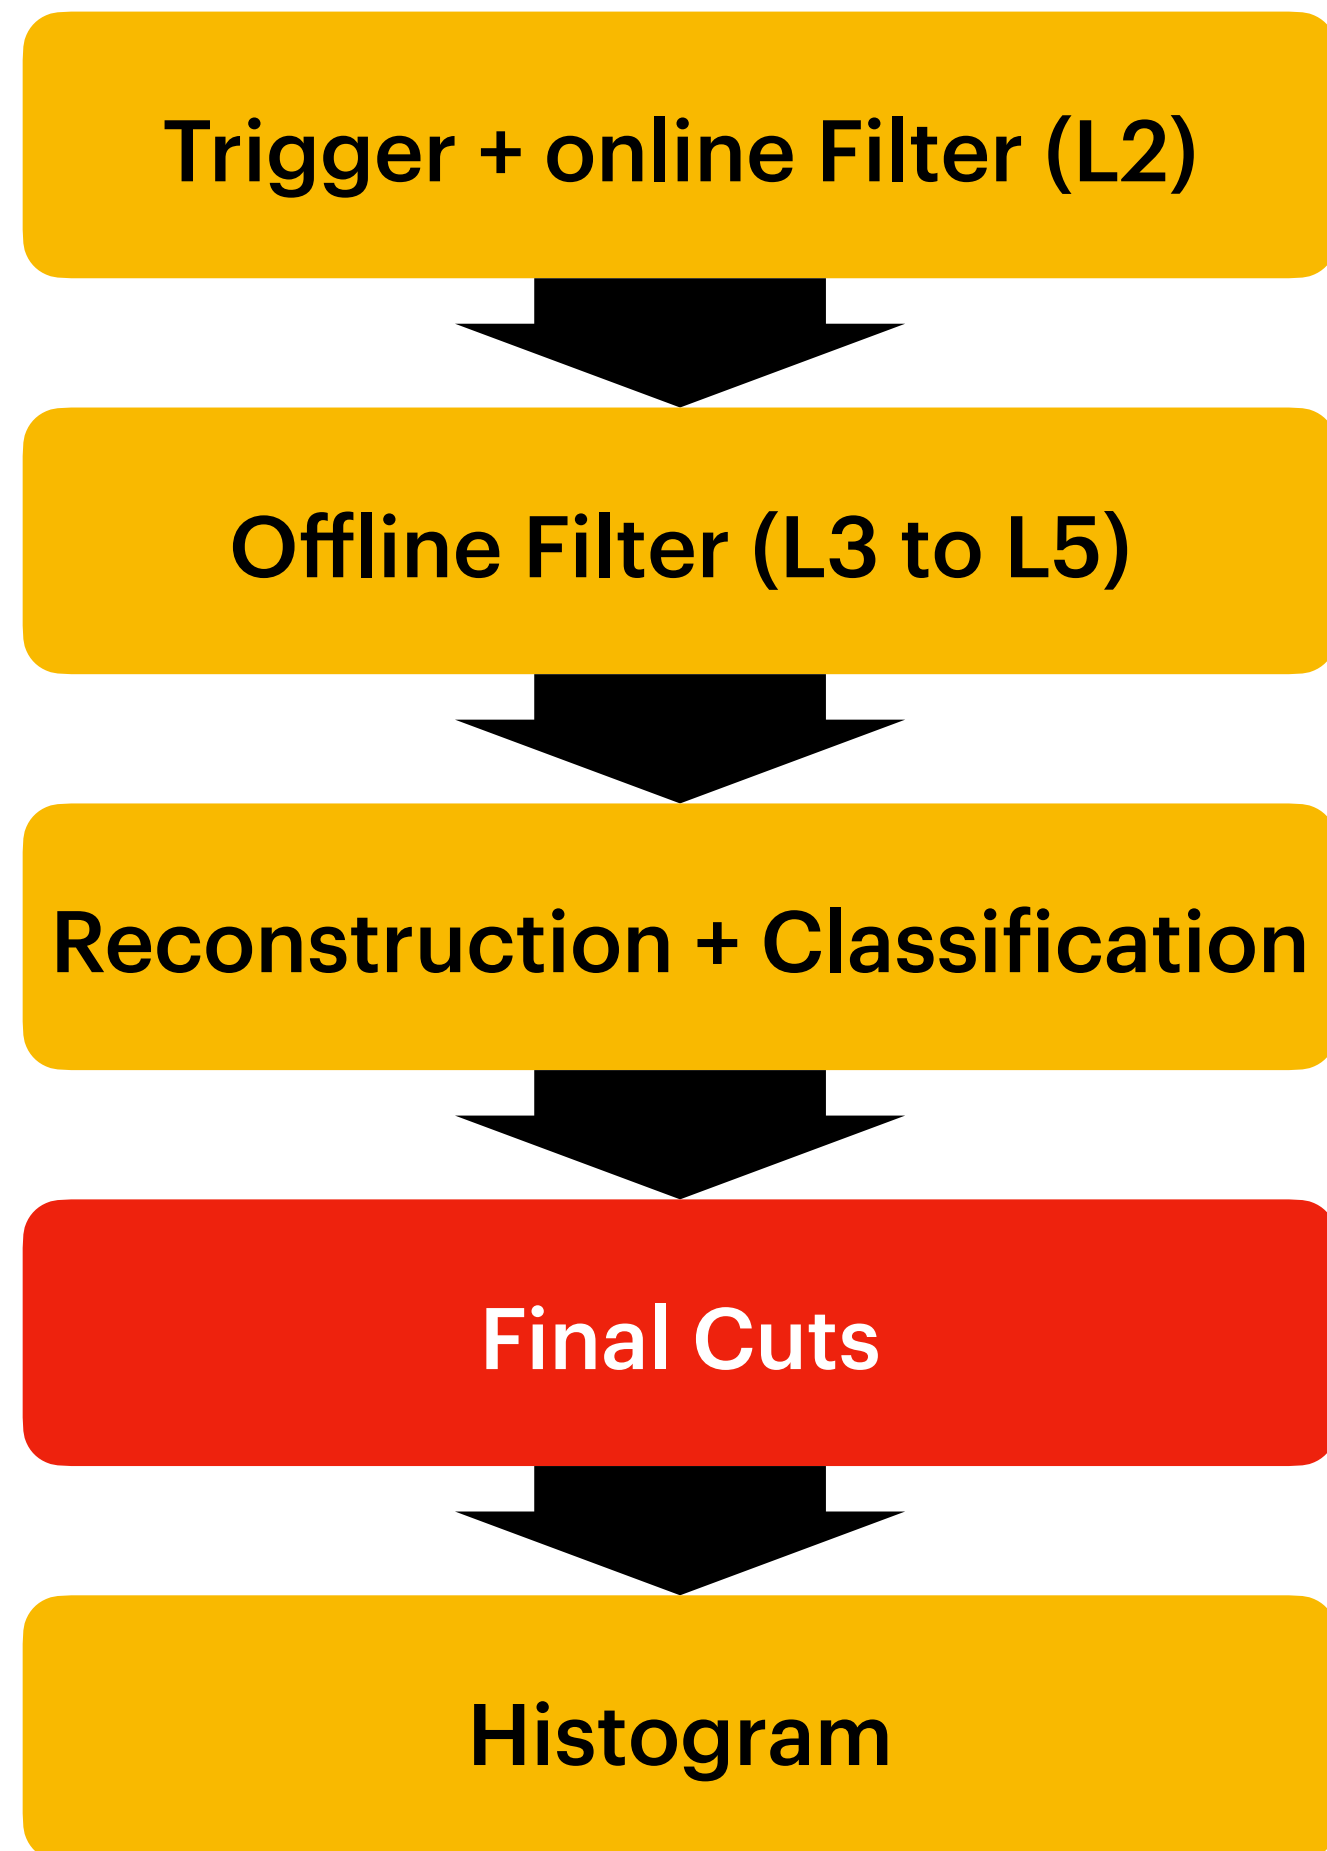 Trigger + online Filter (L2)
Offline Filter (L3 to L5)
Reconstruction + Classification
Final Cuts
Histogram